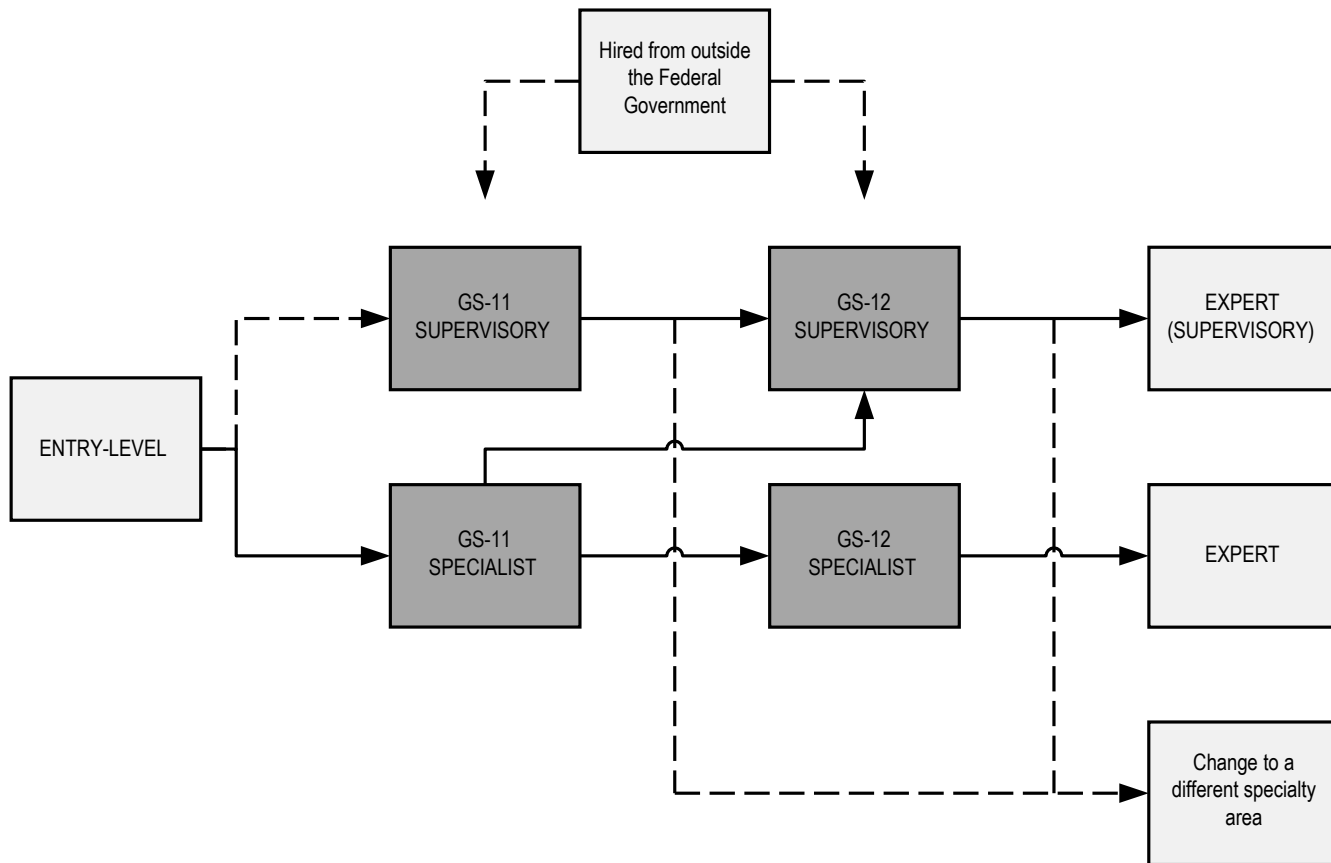 Hired from outside
the Federal
Government
GS-11
SUPERVISORY
GS-12
SUPERVISORY
EXPERT
(SUPERVISORY)
ENTRY-LEVEL
GS-11
SPECIALIST
GS-12
SPECIALIST
EXPERT
Change to a
different specialty
area